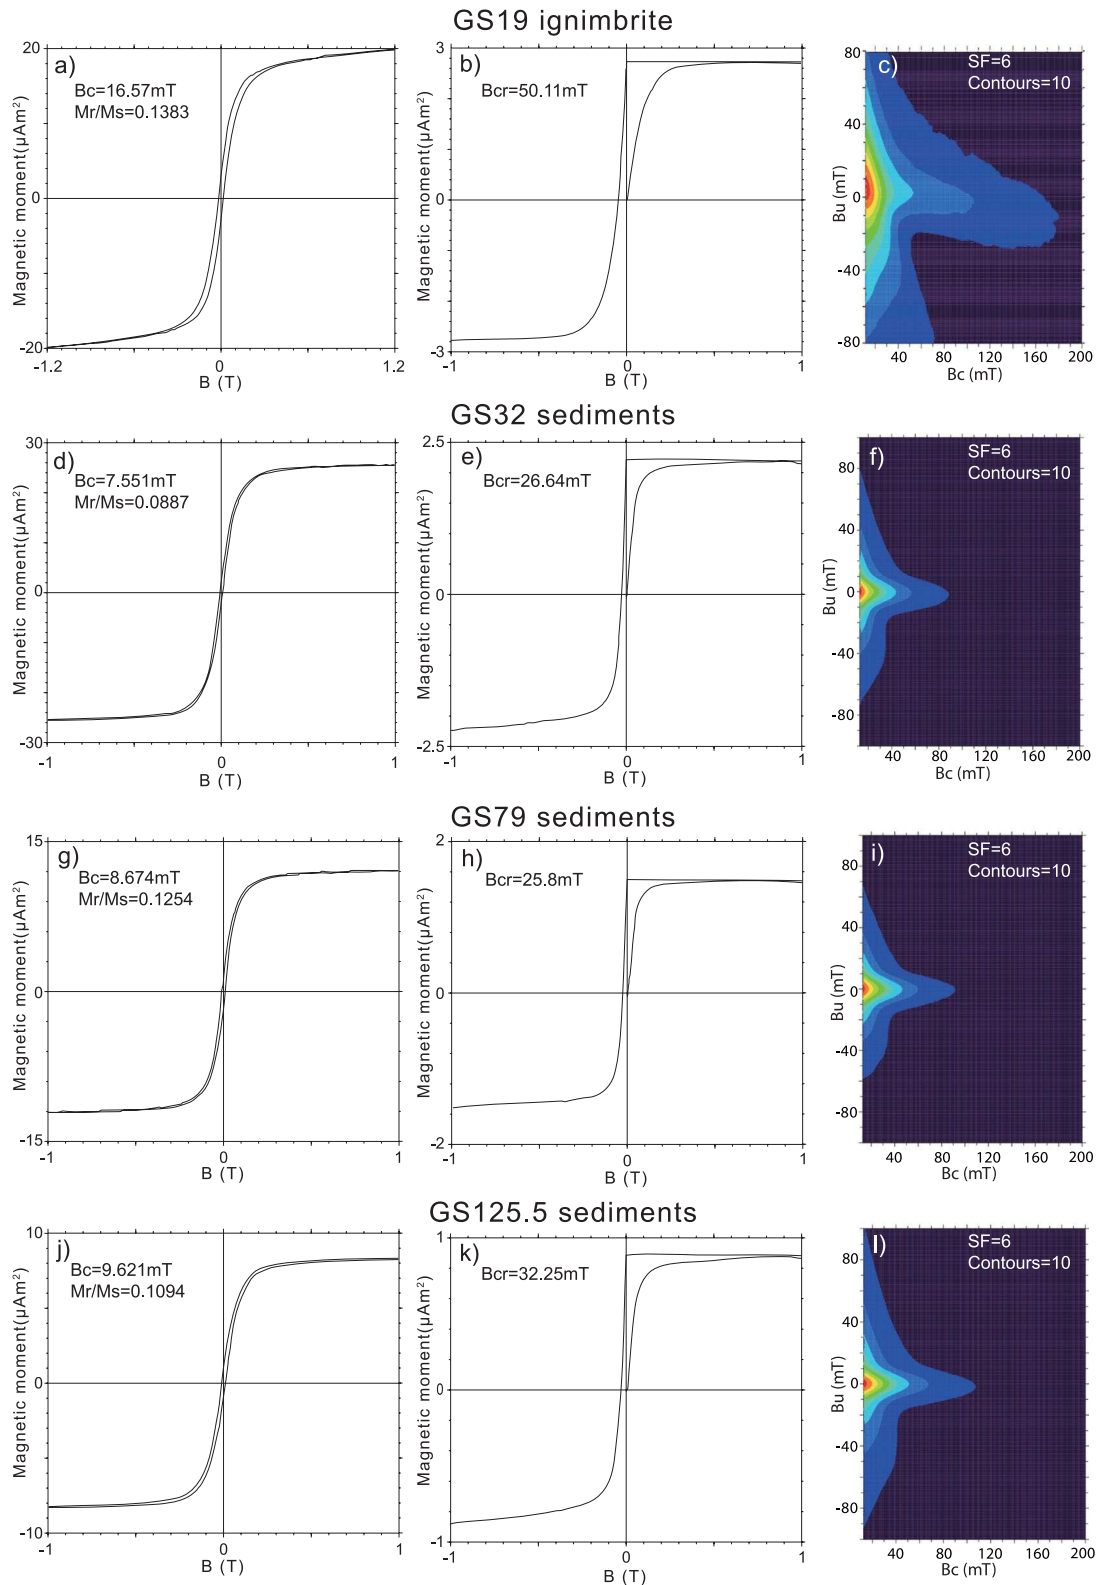 GS19 ignimbrite
a)
Bc=16.57mT
Mr/Ms=0.1383
Magnetic moment(µAm²)
20
10
0
-10
-20
-1.2
0
1.2
B (T)
b)
Bcr=50.11mT
Magnetic moment(µAm²)
3
0
-3
-1
0
1
B (T)
c)
SF=6
Contours=10
Bu (mT)
80
40
0
-40
-80
40
80
120
160
200
Bc (mT)
GS32 sediments
d)
Bc=7.551mT
Mr/Ms=0.0887
Magnetic moment(µAm²)
30
0
-30
-1
0
1
B (T)
e)
Bcr=26.64mT
Magnetic moment(µAm²)
2.5
0
-2.5
-1
0
1
B (T)
f)
SF=6
Contours=10
Bu (mT)
80
40
0
-40
-80
40
80
120
160
200
Bc (mT)
GS79 sediments
g)
Bc=8.674mT
Mr/Ms=0.1254
Magnetic moment(µAm²)
15
0
-15
-1
0
1
B (T)
h)
Bcr=25.8mT
Magnetic moment(µAm²)
2
0
-2
-1
0
1
B (T)
i)
SF=6
Contours=10
Bu (mT)
80
40
0
-40
-80
40
80
120
160
200
Bc (mT)
GS125.5 sediments
j)
Bc=9.621mT
Mr/Ms=0.1094
Magnetic moment(µAm²)
10
0
-10
-1
0
1
B (T)
k)
Bcr=32.25mT
Magnetic moment(µAm²)
1
0
-1
-1
0
1
B (T)
l)
SF=6
Contours=10
Bu (mT)
80
40
0
-40
-80
40
80
120
160
200
Bc (mT)